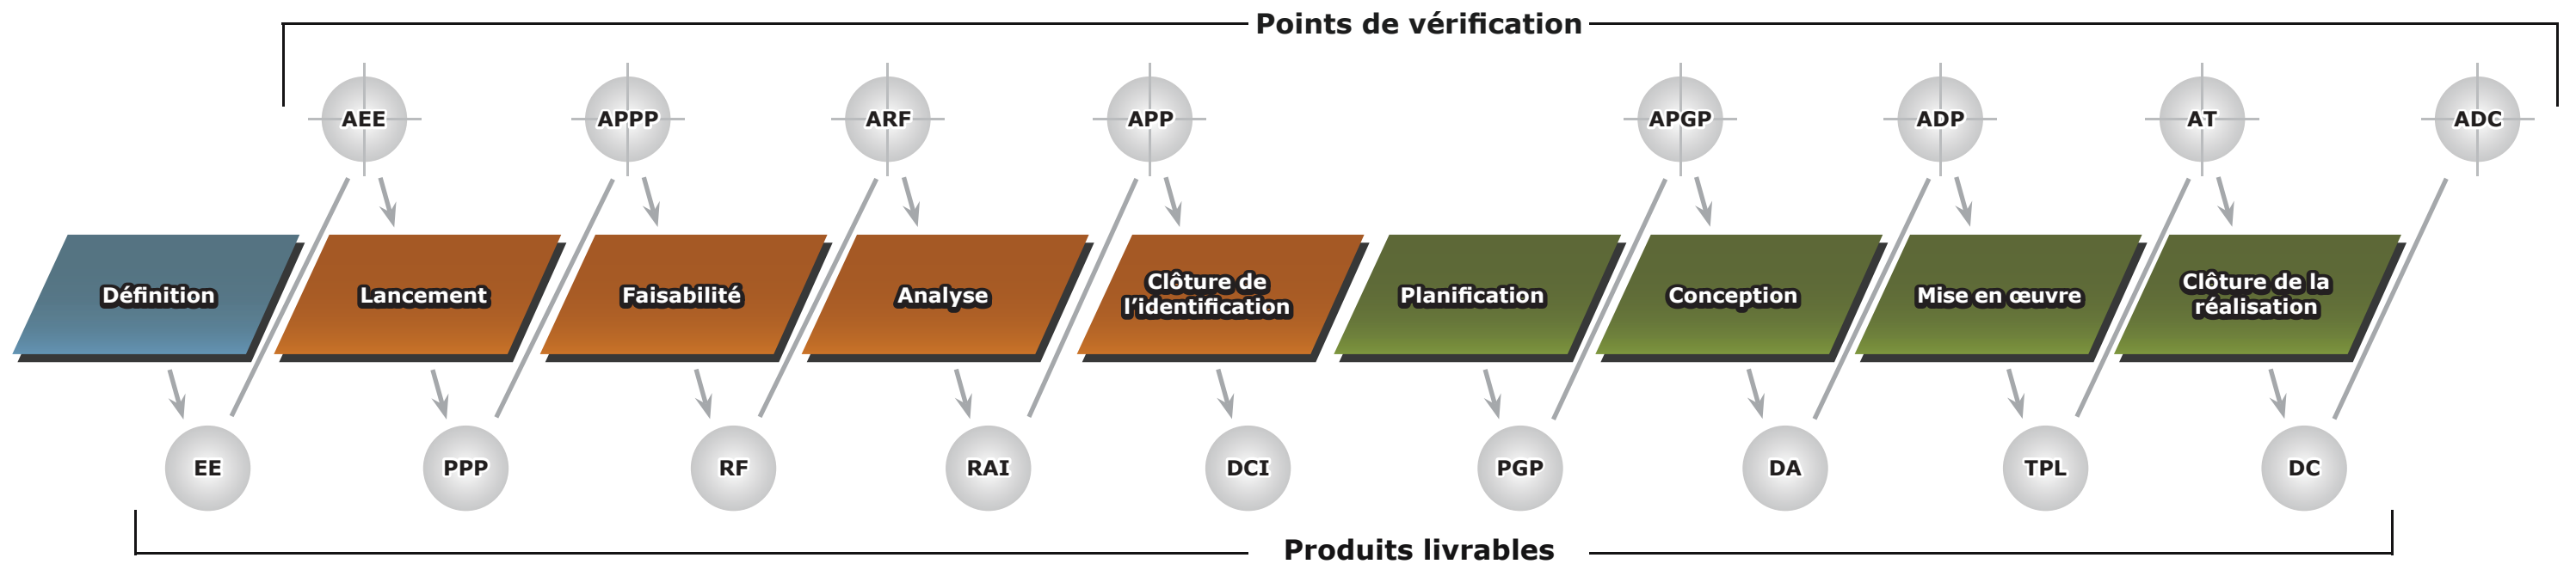 Points de vérification
AEE
APPP
ARF
APP
APGP
ADP
AT
ADC
Définition
Lancement
Faisabilité
Analyse
Clôture de
l’identification
Planification
Conception
Mise en œuvre
Clôture de la
réalisation
EE
PPP
RF
RAI
DCI
PGP
DA
TPL
DC
Produits livrables